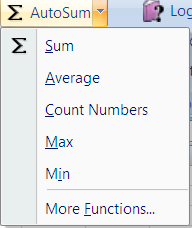 Σ AutoSum Log
Σ Sum
Average
Count Numbers
Max
Min
More Functions...